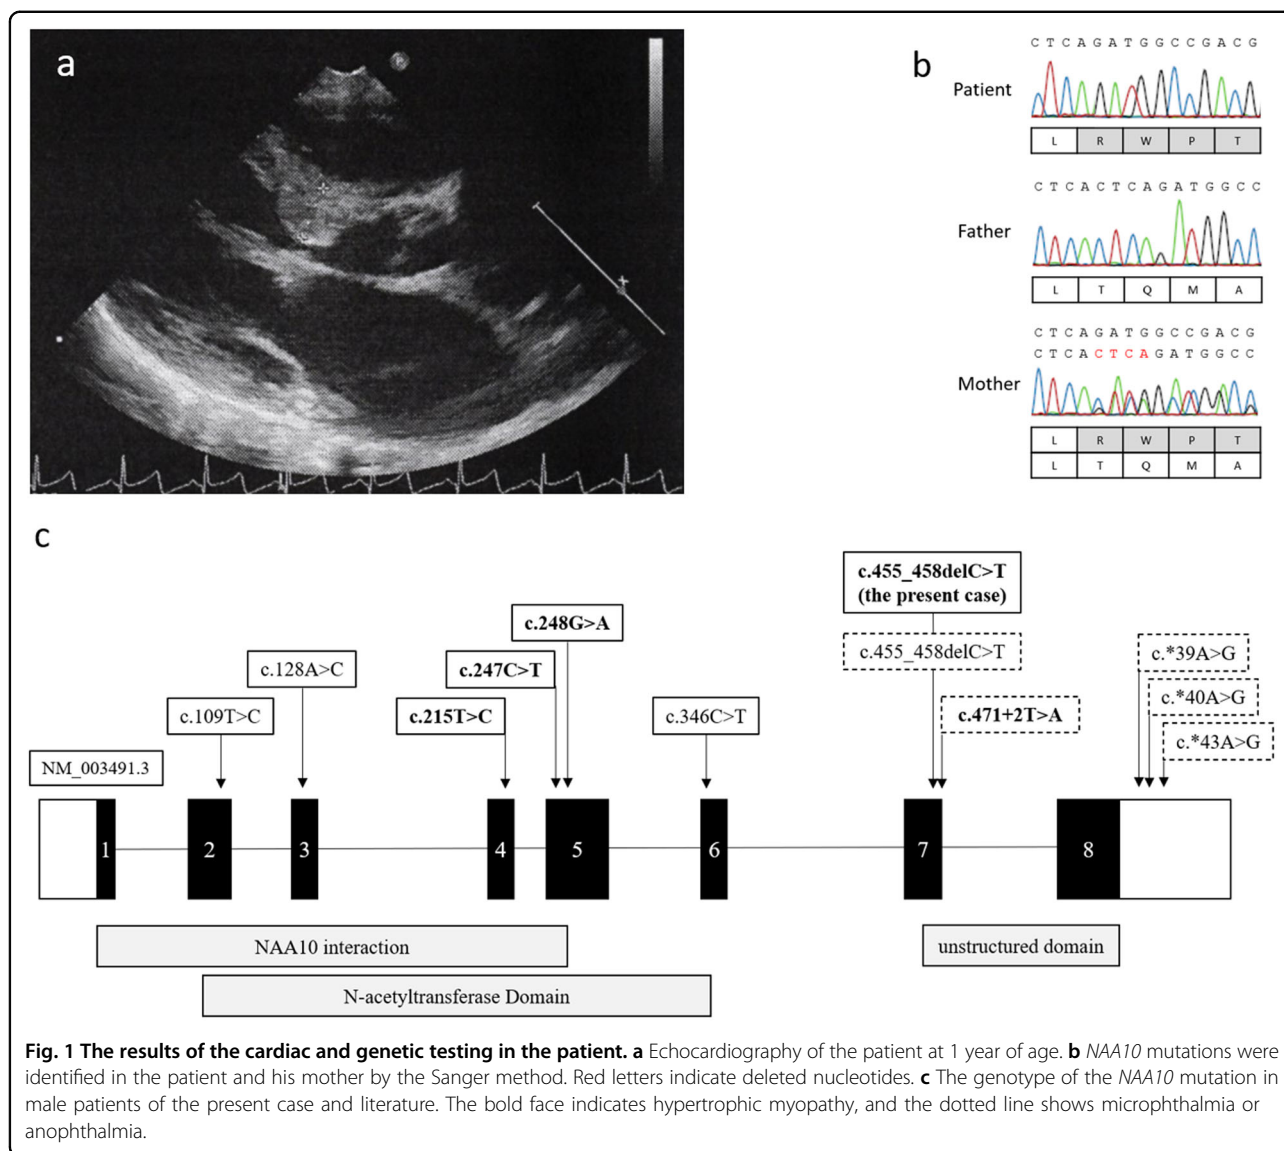 a
b
Patient
C T C A G A T G G C C G A C G
L R W P T
Father
C T C A C T C A G A T G G C C
L T Q M A
Mother
C T C A G A T G G C C G A C G
C T C A C T C A G A T G G C C
L R W P T
L T Q M A
c
c.455_458delC>T
(the present case)
c.248G>A
c.455_458delC>T
c.*39A>G
c.128A>C
c.247C>T
c.*40A>G
c.109T>C
c.215T>C
c.346C>T
c.471+2T>A
c.*43A>G
NM_003491.3
1 2 3 4 5 6 7 8
NAA10 interaction
unstructured domain
N-acetyltransferase Domain
Fig. 1 The results of the cardiac and genetic testing in the patient. a Echocardiography of the patient at 1 year of age. b NAA10 mutations were
identified in the patient and his mother by the Sanger method. Red letters indicate deleted nucleotides. c The genotype of the NAA10 mutation in
male patients of the present case and literature. The bold face indicates hypertrophic myopathy, and the dotted line shows microphthalmia or
anophthalmia.